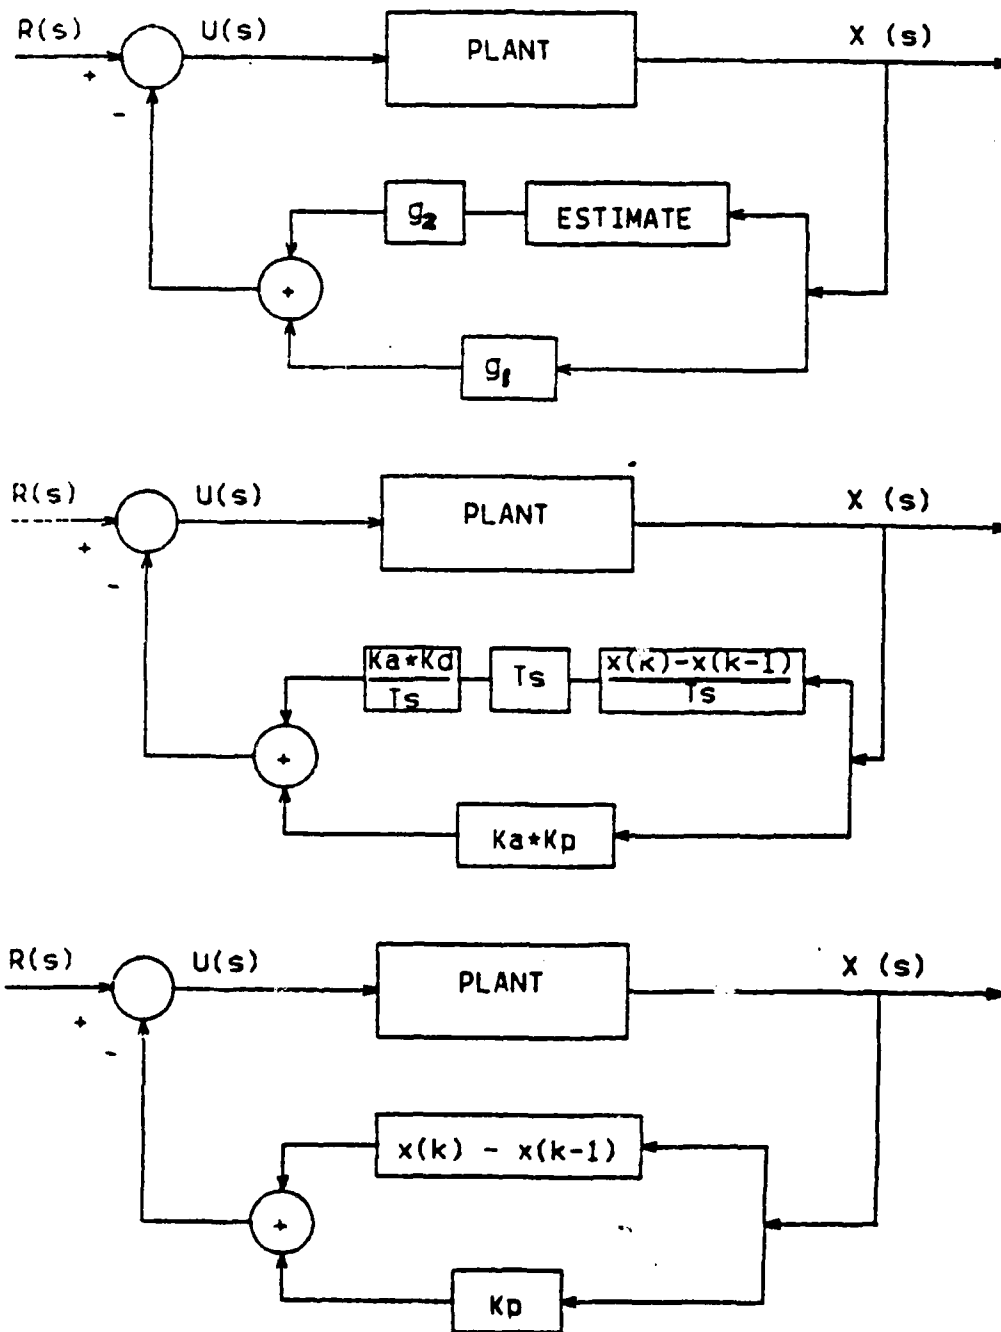 R(s)
U(s)
PLANT
X (s)
+
-
g2
ESTIMATE
+
g1
R(s)
U(s)
PLANT
X (s)
+
-
Ka*Kd
Ts
Ts
x(k)-x(k-1)
Ts
+
Ka*Kp
R(s)
U(s)
PLANT
X (s)
+
-
x(k) - x(k-1)
+
Kp